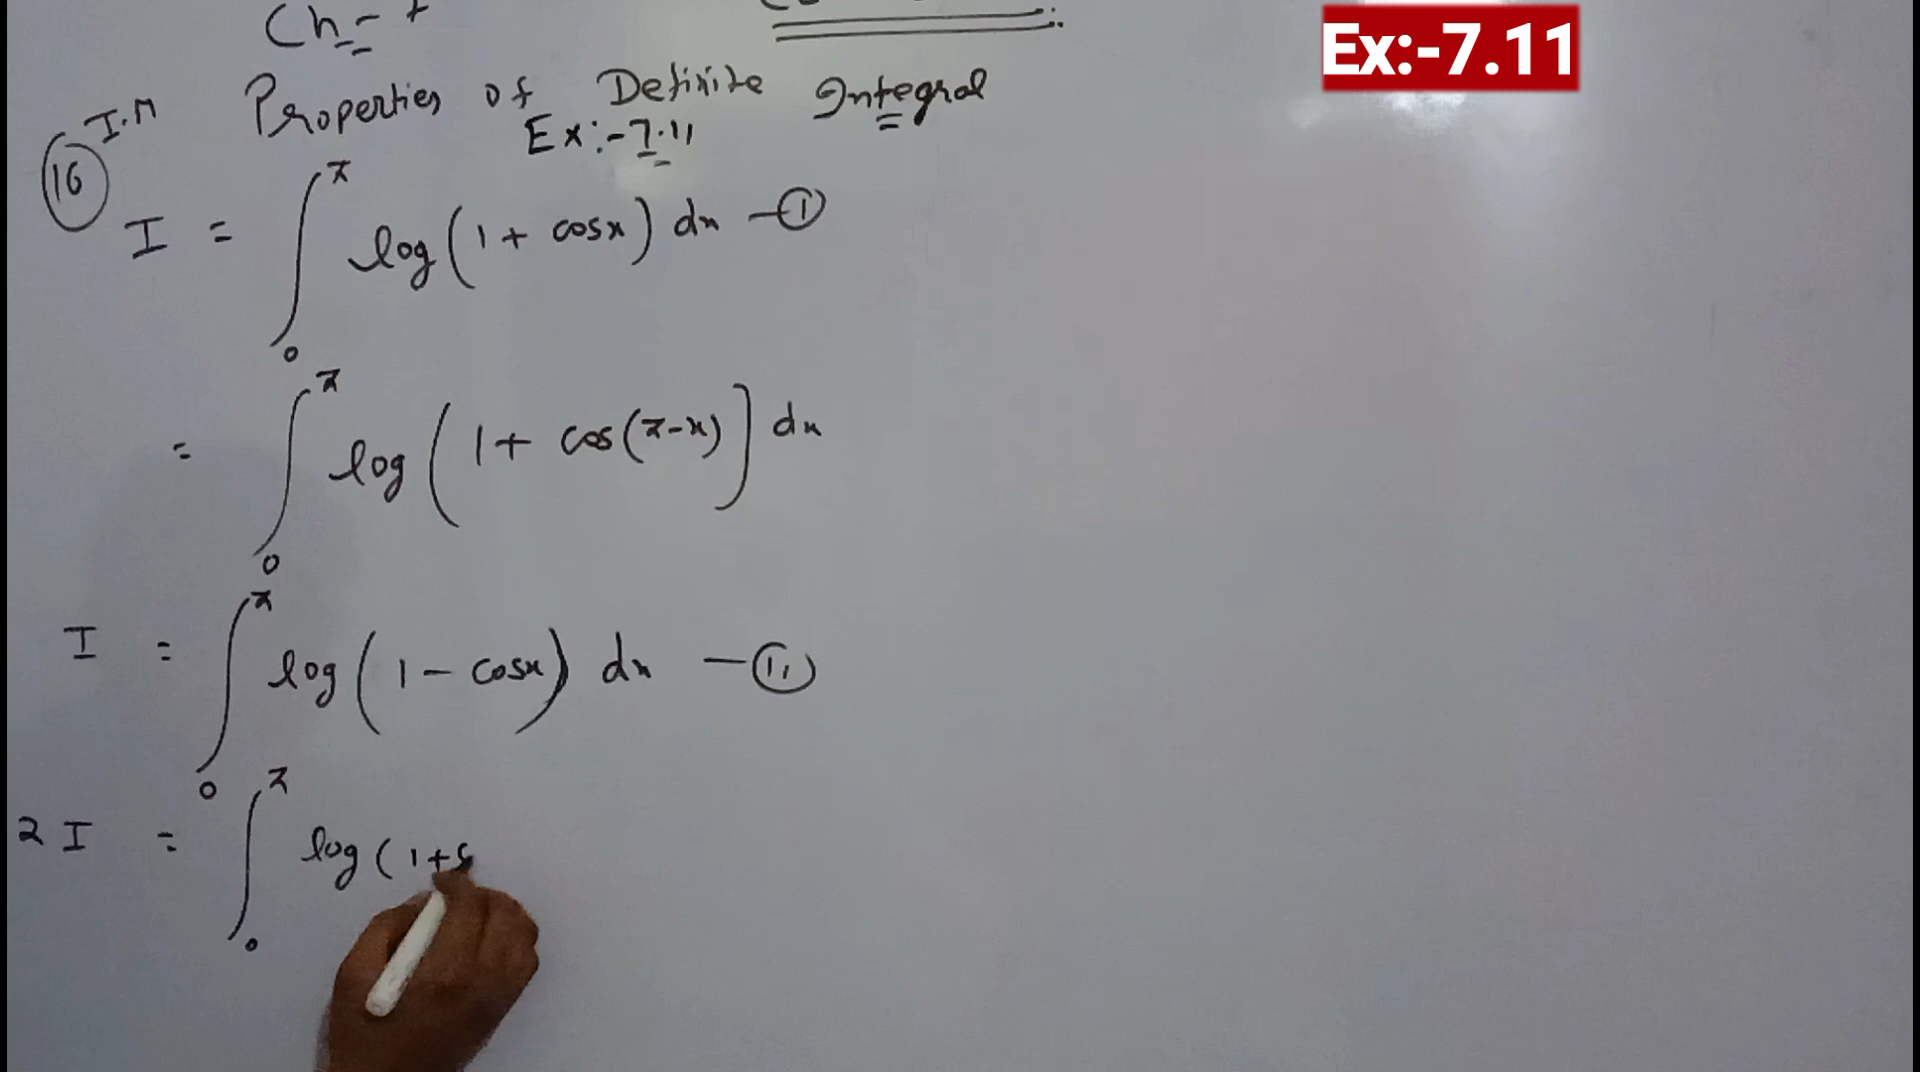 Ch-
Ex:-7.11
I.M Properties of Definite Integral
Ex:-7.11
16
I = ∫₀^π log(1 + cosx) dx —①
= ∫₀^π log(1 + cos(π-x)] dx
I = ∫₀^π log(1 - cosx) dx —⑪
2I = ∫₀^π log(1+